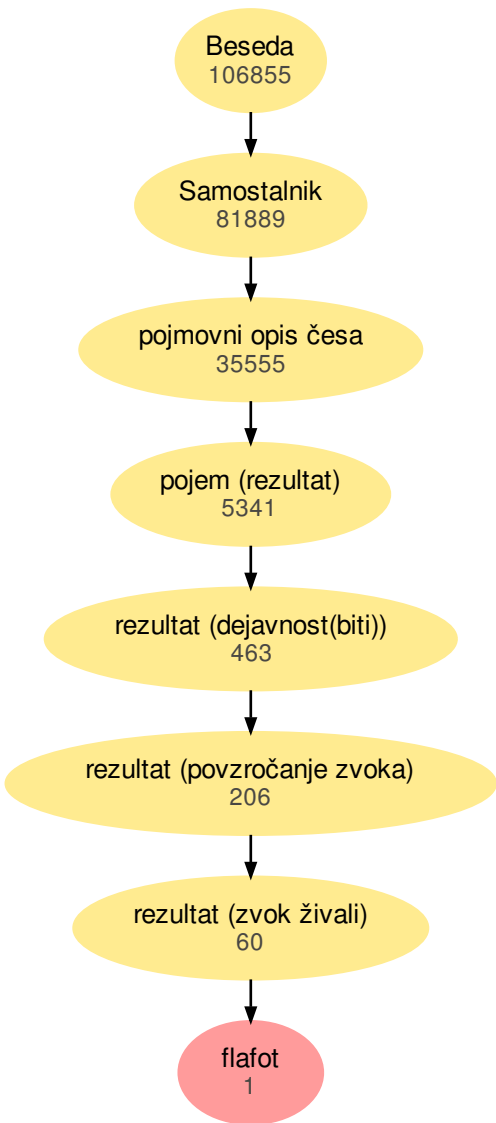 Beseda
106855
Samostalnik
81889
pojmovni opis česa
35555
pojem (rezultat)
5341
rezultat (dejavnost(biti))
463
rezultat (povzročanje zvoka)
206
rezultat (zvok živali)
60
flafot
1